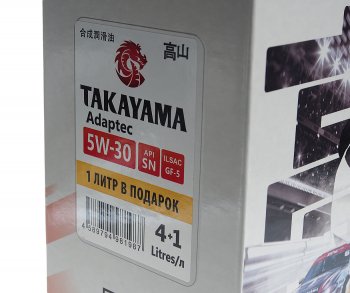 合成潤滑油
高山
TAKAYAMA
Adaptec
5W-30
API
SN
ILSAC
GF-5
1 ЛИТР В ПОДАРОК
4+1
Litres/л